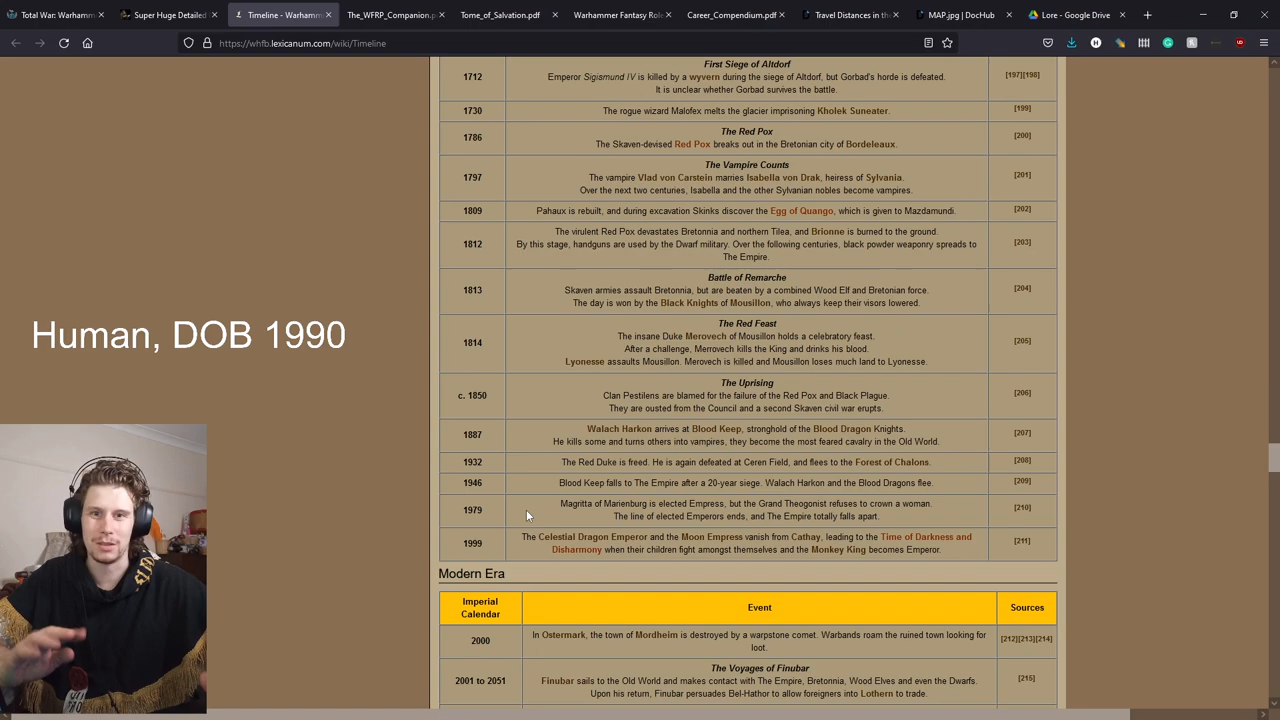 Total War: Warhamm
Super Huge Detailed
Timeline - Warhamm
The_WFRP_Companion.p
Tome_of_Salvation.pdf
Warhammer Fantasy Role
Career_Compendium.pdf
Travel Distances in the
MAP.jpg | DocHub
Lore - Google Drive
https://whfb.lexicanum.com/wiki/Timeline
First Siege of Altdorf
1712 Emperor Sigismund IV is killed by a wyvern during the siege of Altdorf, but Gorbad's horde is defeated. [197][198]
It is unclear whether Gorbad survives the battle.
1730 The rogue wizard Malofex melts the glacier imprisoning Kholek Suneater. [199]
The Red Pox
1786 The Skaven-devised Red Pox breaks out in the Bretonian city of Bordeleaux. [200]
The Vampire Counts
1797 The vampire Vlad von Carstein marries Isabella von Drak, heiress of Sylvania. [201]
Over the next two centuries, Isabella and the other Sylvanian nobles become vampires.
1809 Pahaux is rebuilt, and during excavation Skinks discover the Egg of Quango, which is given to Mazdamundi. [202]
The virulent Red Pox devastates Bretonnia and northern Tilea, and Brionne is burned to the ground.
1812 By this stage, handguns are used by the Dwarf military. Over the following centuries, black powder weaponry spreads to [203]
The Empire.
Battle of Remarche
1813 Skaven armies assault Bretonnia, but are beaten by a combined Wood Elf and Bretonian force. [204]
The day is won by the Black Knights of Mousillon, who always keep their visors lowered.
The Red Feast
The insane Duke Merovech of Mousillon holds a celebratory feast.
1814 After a challenge, Merrovech kills the King and drinks his blood. [205]
Lyonesse assaults Mousillon. Merovech is killed and Mousillon loses much land to Lyonesse.
Human, DOB 1990
The Uprising
c. 1850 Clan Pestilens are blamed for the failure of the Red Pox and Black Plague. [206]
They are ousted from the Council and a second Skaven civil war erupts.
1887 Walach Harkon arrives at Blood Keep, stronghold of the Blood Dragon Knights. [207]
He kills some and turns others into vampires, they become the most feared cavalry in the Old World.
1932 The Red Duke is freed. He is again defeated at Ceren Field, and flees to the Forest of Chalons. [208]
1946 Blood Keep falls to The Empire after a 20-year siege. Walach Harkon and the Blood Dragons flee. [209]
1979 Magritta of Marienburg is elected Empress, but the Grand Theogonist refuses to crown a woman. [210]
The line of elected Emperors ends, and The Empire totally falls apart.
1999 The Celestial Dragon Emperor and the Moon Empress vanish from Cathay, leading to the Time of Darkness and [211]
Disharmony when their children fight amongst themselves and the Monkey King becomes Emperor.
Modern Era
Imperial Calendar Event Sources
2000 In Ostermark, the town of Mordheim is destroyed by a warpstone comet. Warbands roam the ruined town looking for [212][213][214]
loot.
The Voyages of Finubar
2001 to 2051 Finubar sails to the Old World and makes contact with The Empire, Bretonnia, Wood Elves and even the Dwarfs. [215]
Upon his return, Finubar persuades Bel-Hathor to allow foreigners into Lothern to trade.